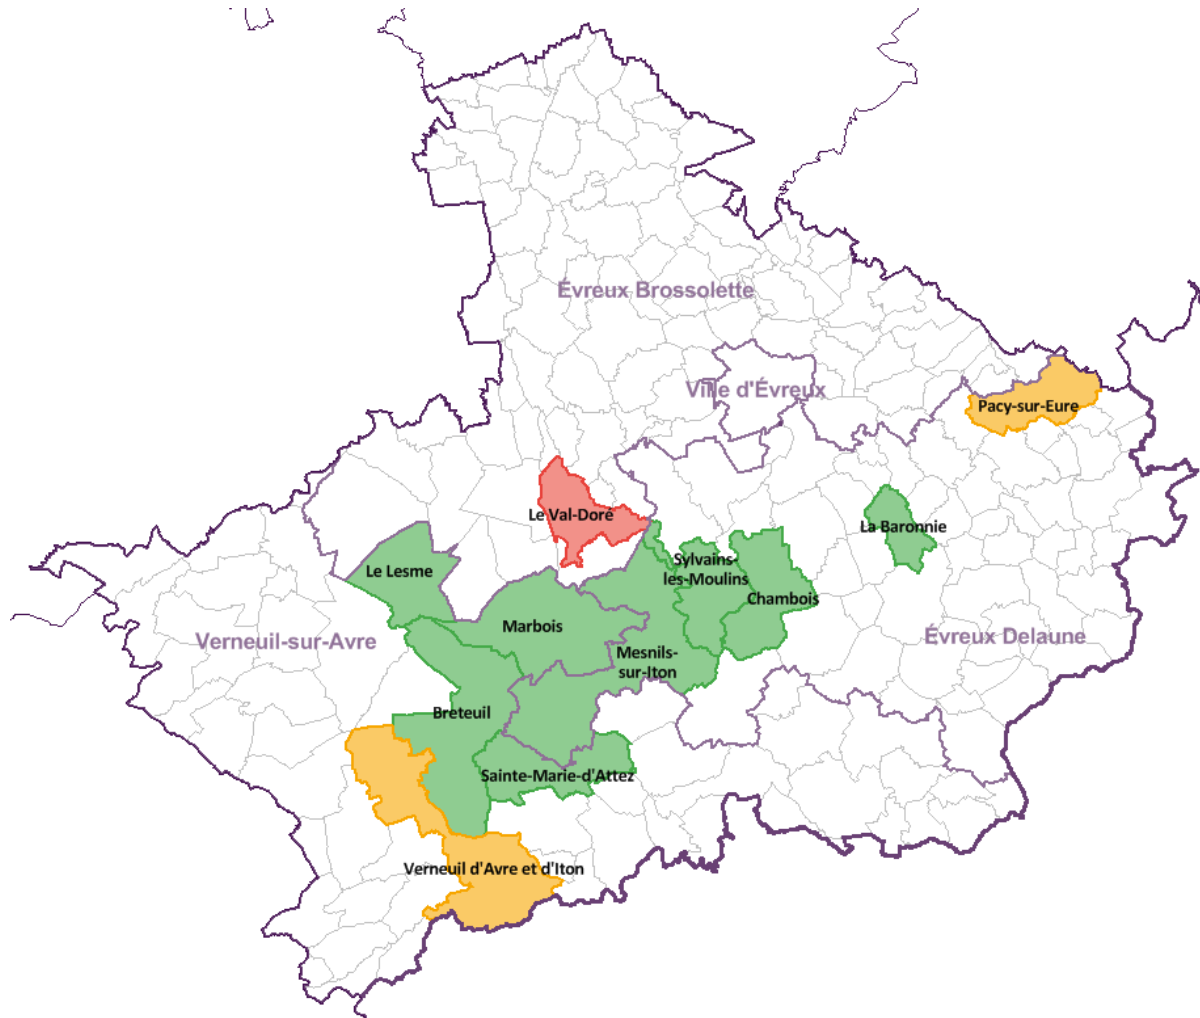 Évreux Brossolette
Ville d'Évreux
Pacy-sur-Eure
Le Val-Doré
La Baronnie
Le Lesme
Sylvains-
les-Moulins
Chambois
Marbois
Verneuil-sur-Avre
Évreux Delaune
Mesnils-
sur-Iton
Breteuil
Sainte-Marie-d'Attez
Verneuil d'Avre et d'Iton